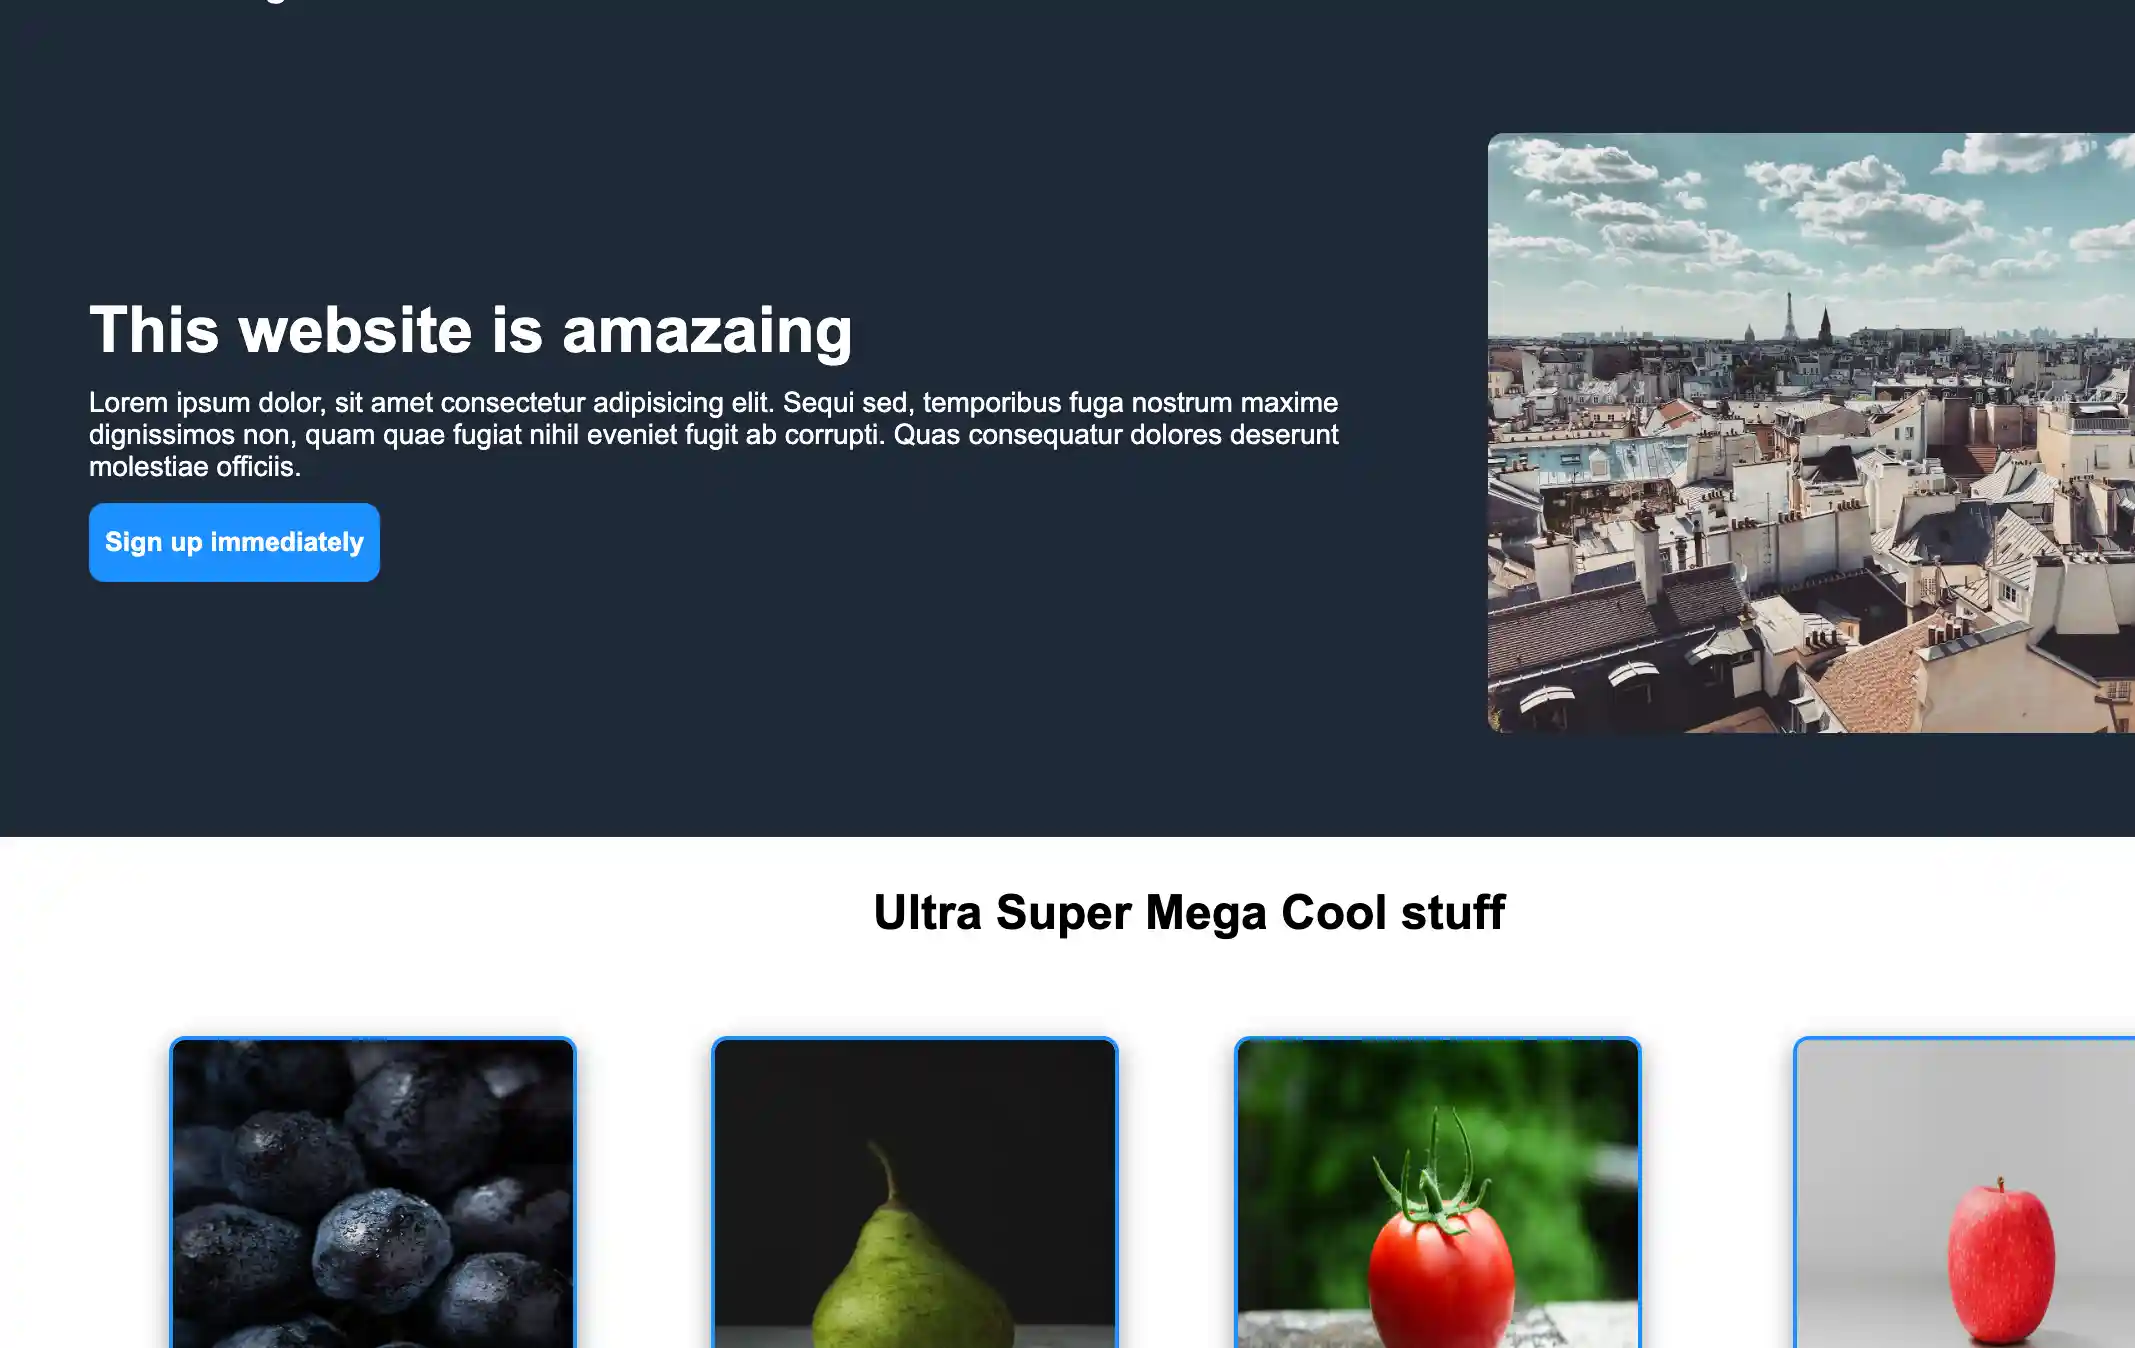 This website is amazaing
Lorem ipsum dolor, sit amet consectetur adipisicing elit. Sequi sed, temporibus fuga nostrum maxime
dignissimos non, quam quae fugiat nihil eveniet fugit ab corrupti. Quas consequatur dolores deserunt
molestiae officiis.
Sign up immediately
Ultra Super Mega Cool stuff